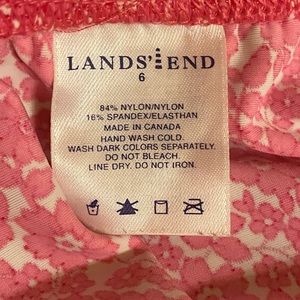 LANDS' END
6
84% NYLON/NYLON
16% SPANDEX/ELASTHAN
MADE IN CANADA
HAND WASH COLD.
WASH DARK COLORS SEPARATELY.
DO NOT BLEACH.
LINE DRY. DO NOT IRON.